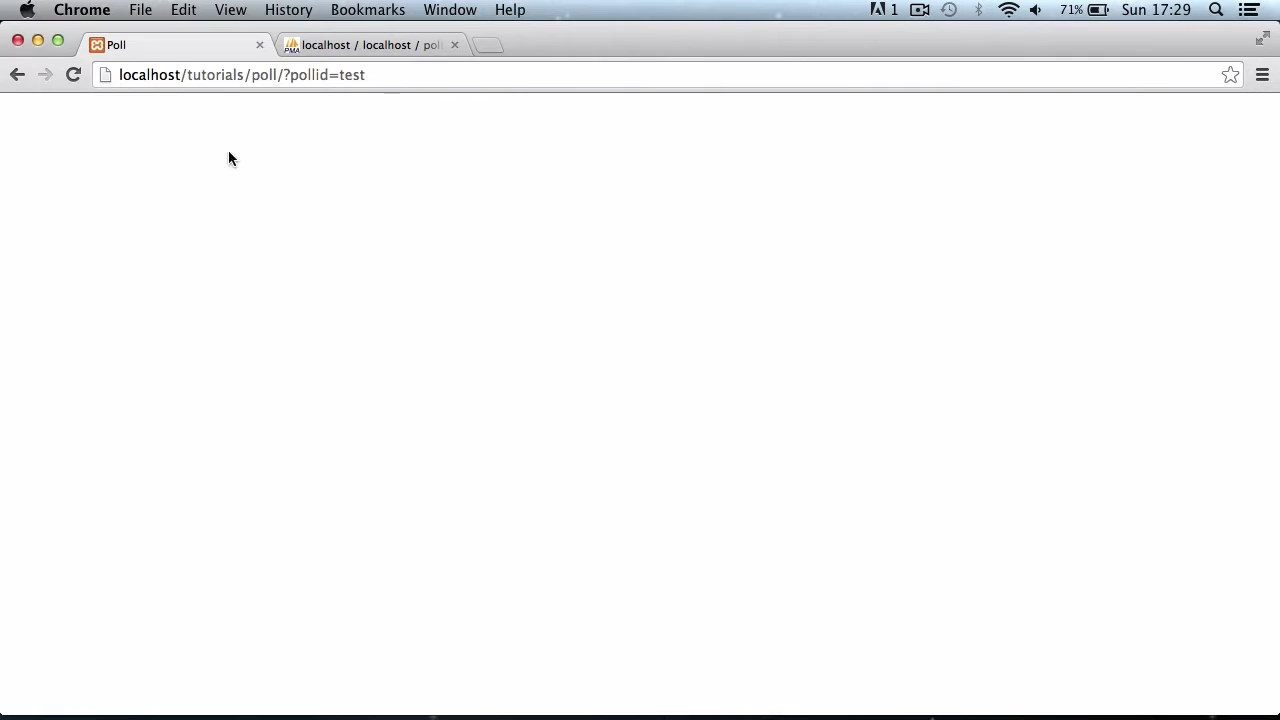 Chrome File Edit View History Bookmarks Window Help 1 71% Sun 17:29
Poll localhost / localhost / pol
PMA
localhost/tutorials/poll/?pollid=test